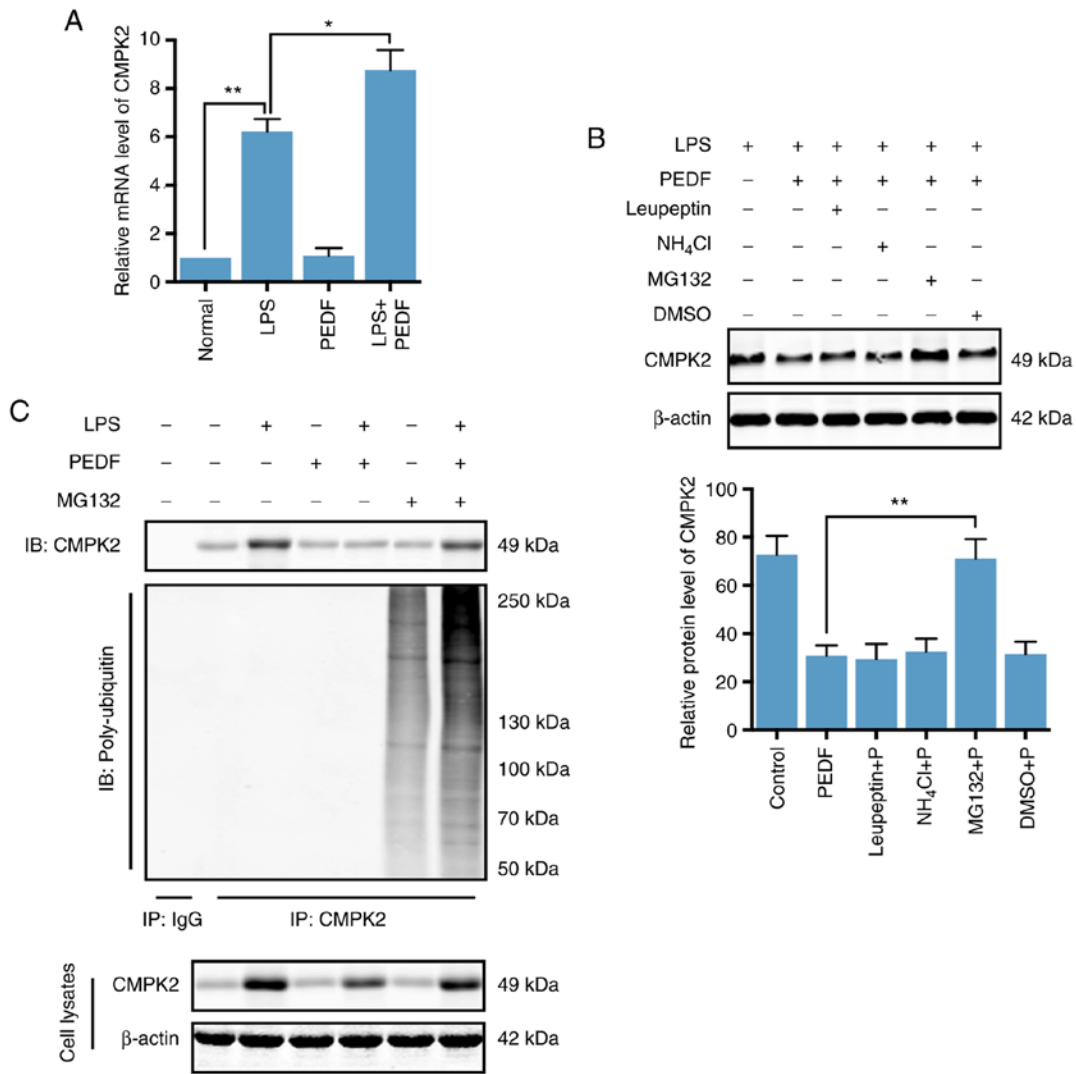 A
Relative mRNA level of CMPK2
10
8
6
4
2
0
**
*
Normal
LPS
PEDF
LPS+
PEDF
B
LPS + + + + + +
PEDF – + + + + +
Leupeptin – – + – – –
NH₄Cl – – – + – –
MG132 – – – – + –
DMSO – – – – – +
CMPK2 49 kDa
β-actin 42 kDa
Relative protein level of CMPK2
100
80
60
40
20
0
**
Control
PEDF
Leupeptin+P
NH₄Cl+P
MG132+P
DMSO+P
C
LPS – – + – + – +
PEDF – – – + + – +
MG132 – – – – – + +
IB: CMPK2 49 kDa
IB: Poly-ubiquitin
250 kDa
130 kDa
100 kDa
70 kDa
50 kDa
IP: IgG IP: CMPK2
Cell lysates
CMPK2 49 kDa
β-actin 42 kDa